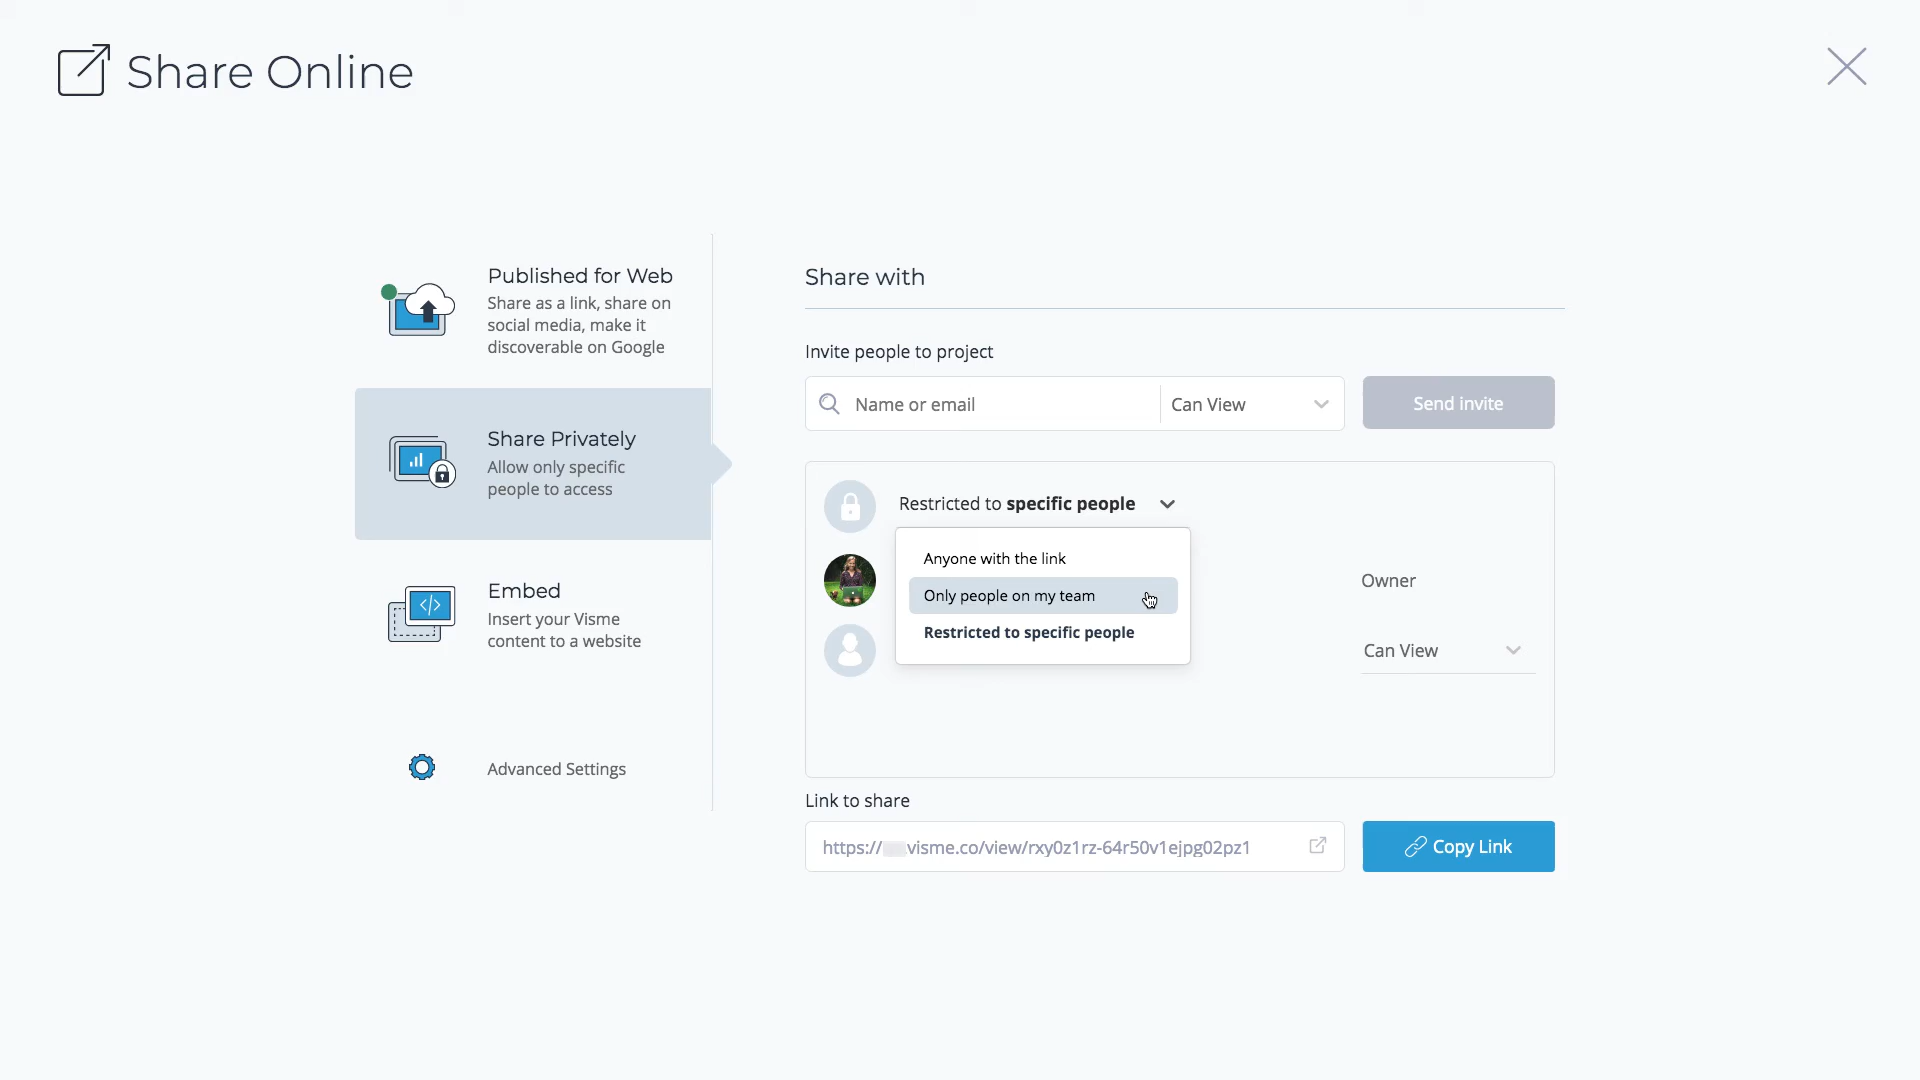 Share Online
Published for Web
Share as a link, share on
social media, make it
discoverable on Google
Share Privately
Allow only specific
people to access
Embed
Insert your Visme
content to a website
Advanced Settings
Share with
Invite people to project
Name or email
Can View
Send invite
Restricted to specific people
Anyone with the link
Only people on my team
Restricted to specific people
Owner
Can View
Link to share
https:// visme.co/view/rxy0z1rz-64r50v1ejpg02pz1
Copy Link